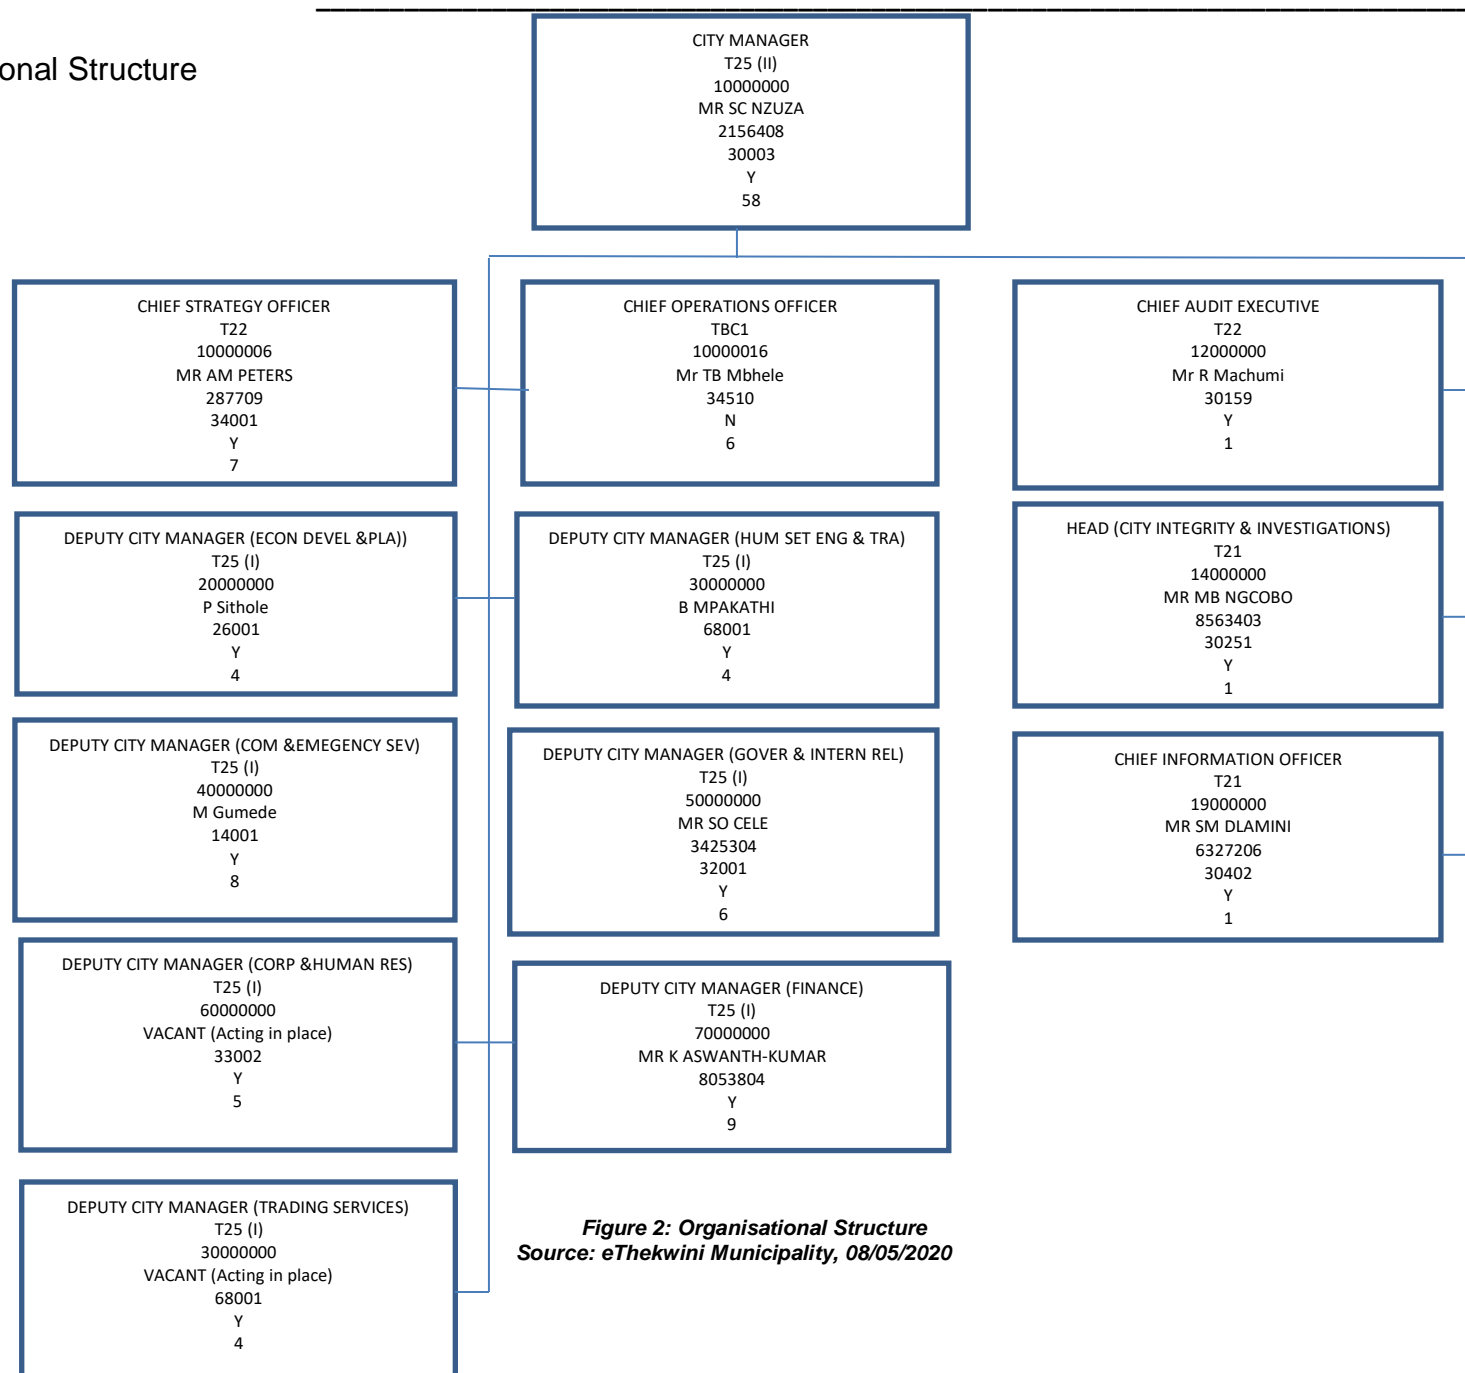 onal Structure
CITY MANAGER
T25 (II)
10000000
MR SC NZUZA
2156408
30003
Y
58
CHIEF STRATEGY OFFICER
T22
10000006
MR AM PETERS
287709
34001
Y
7
CHIEF OPERATIONS OFFICER
TBC1
10000016
Mr TB Mbhele
34510
N
6
CHIEF AUDIT EXECUTIVE
T22
12000000
Mr R Machumi
30159
Y
1
DEPUTY CITY MANAGER (ECON DEVEL &PLA))
T25 (I)
20000000
P Sithole
26001
Y
4
DEPUTY CITY MANAGER (HUM SET ENG & TRA)
T25 (I)
30000000
B MPAKATHI
68001
Y
4
HEAD (CITY INTEGRITY & INVESTIGATIONS)
T21
14000000
MR MB NGCOBO
8563403
30251
Y
1
DEPUTY CITY MANAGER (COM &EMEGENCY SEV)
T25 (I)
40000000
M Gumede
14001
Y
8
DEPUTY CITY MANAGER (GOVER & INTERN REL)
T25 (I)
50000000
MR SO CELE
3425304
32001
Y
6
CHIEF INFORMATION OFFICER
T21
19000000
MR SM DLAMINI
6327206
30402
Y
1
DEPUTY CITY MANAGER (CORP &HUMAN RES)
T25 (I)
60000000
VACANT (Acting in place)
33002
Y
5
DEPUTY CITY MANAGER (FINANCE)
T25 (I)
70000000
MR K ASWANTH-KUMAR
8053804
Y
9
DEPUTY CITY MANAGER (TRADING SERVICES)
T25 (I)
30000000
VACANT (Acting in place)
68001
Y
4
Figure 2: Organisational Structure
Source: eThekwini Municipality, 08/05/2020